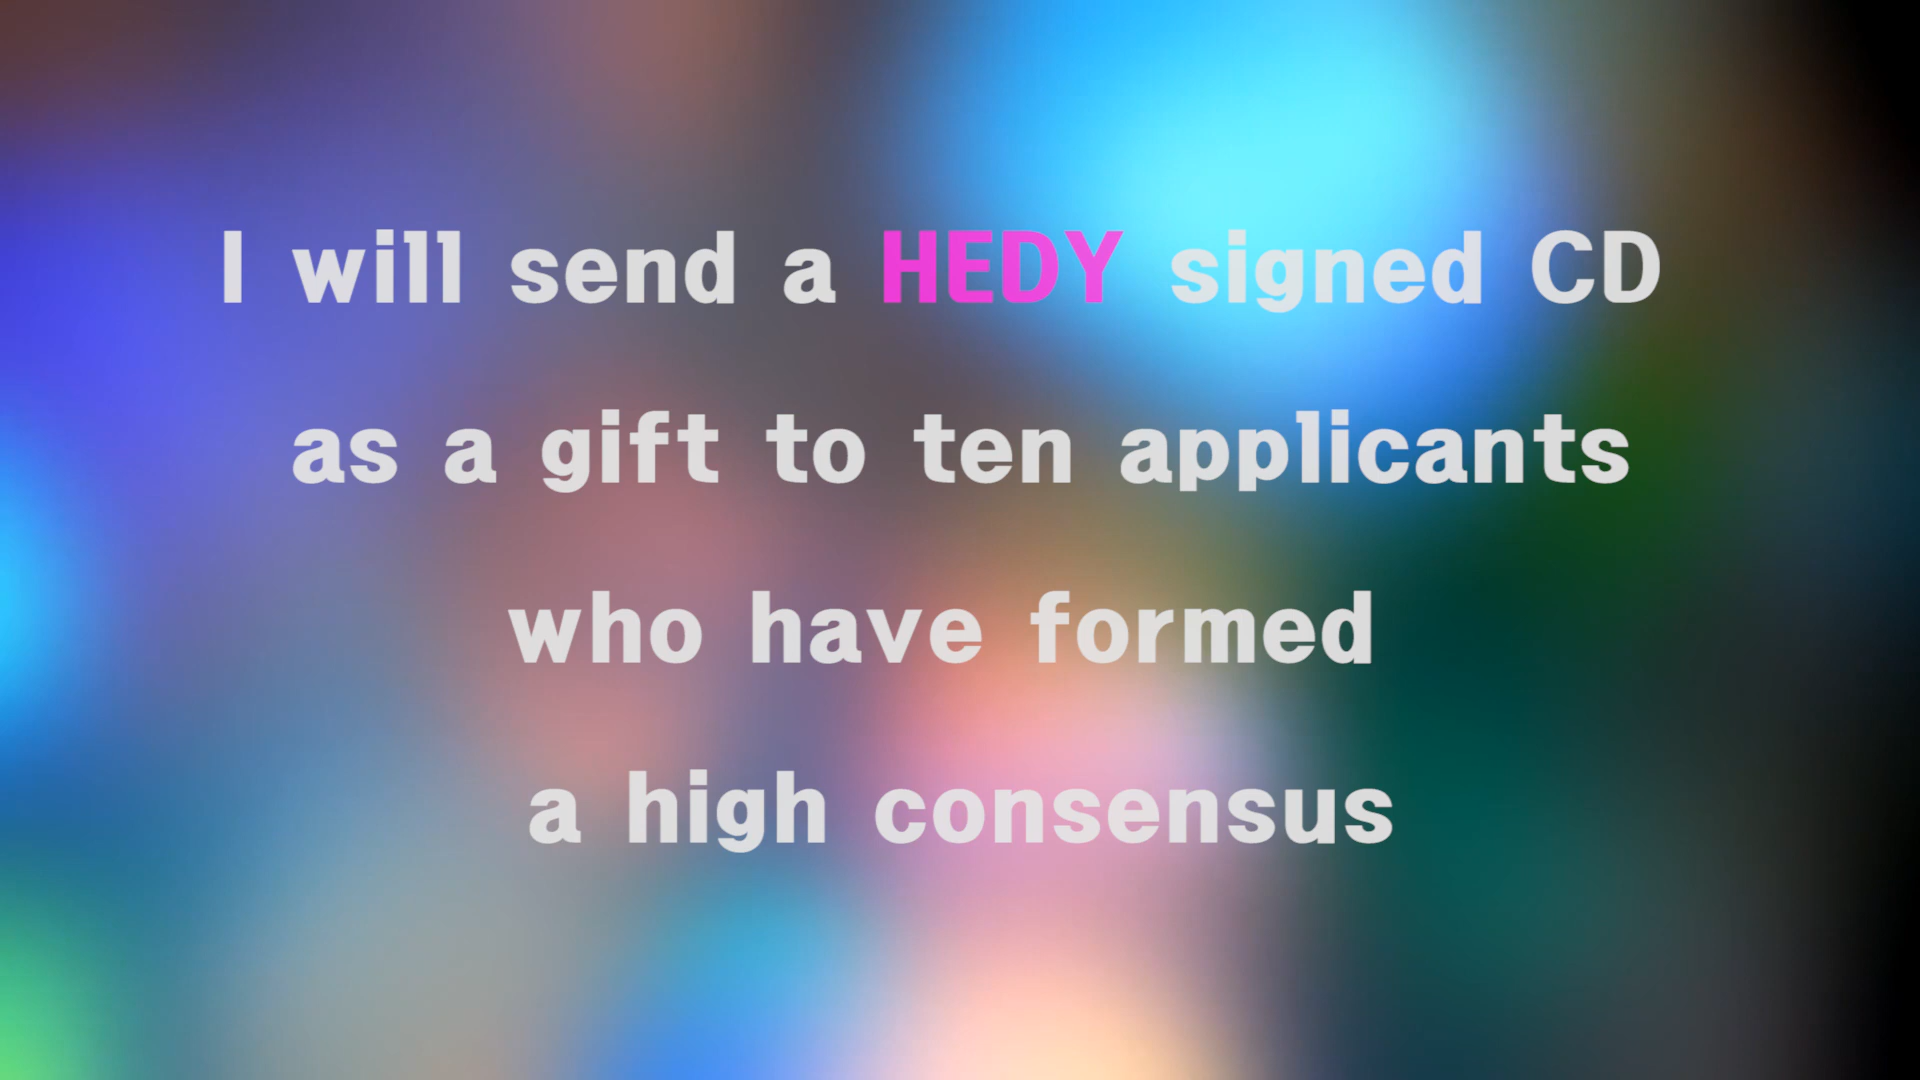 I will send a HEDY signed CD
as a gift to ten applicants
who have formed
a high consensus